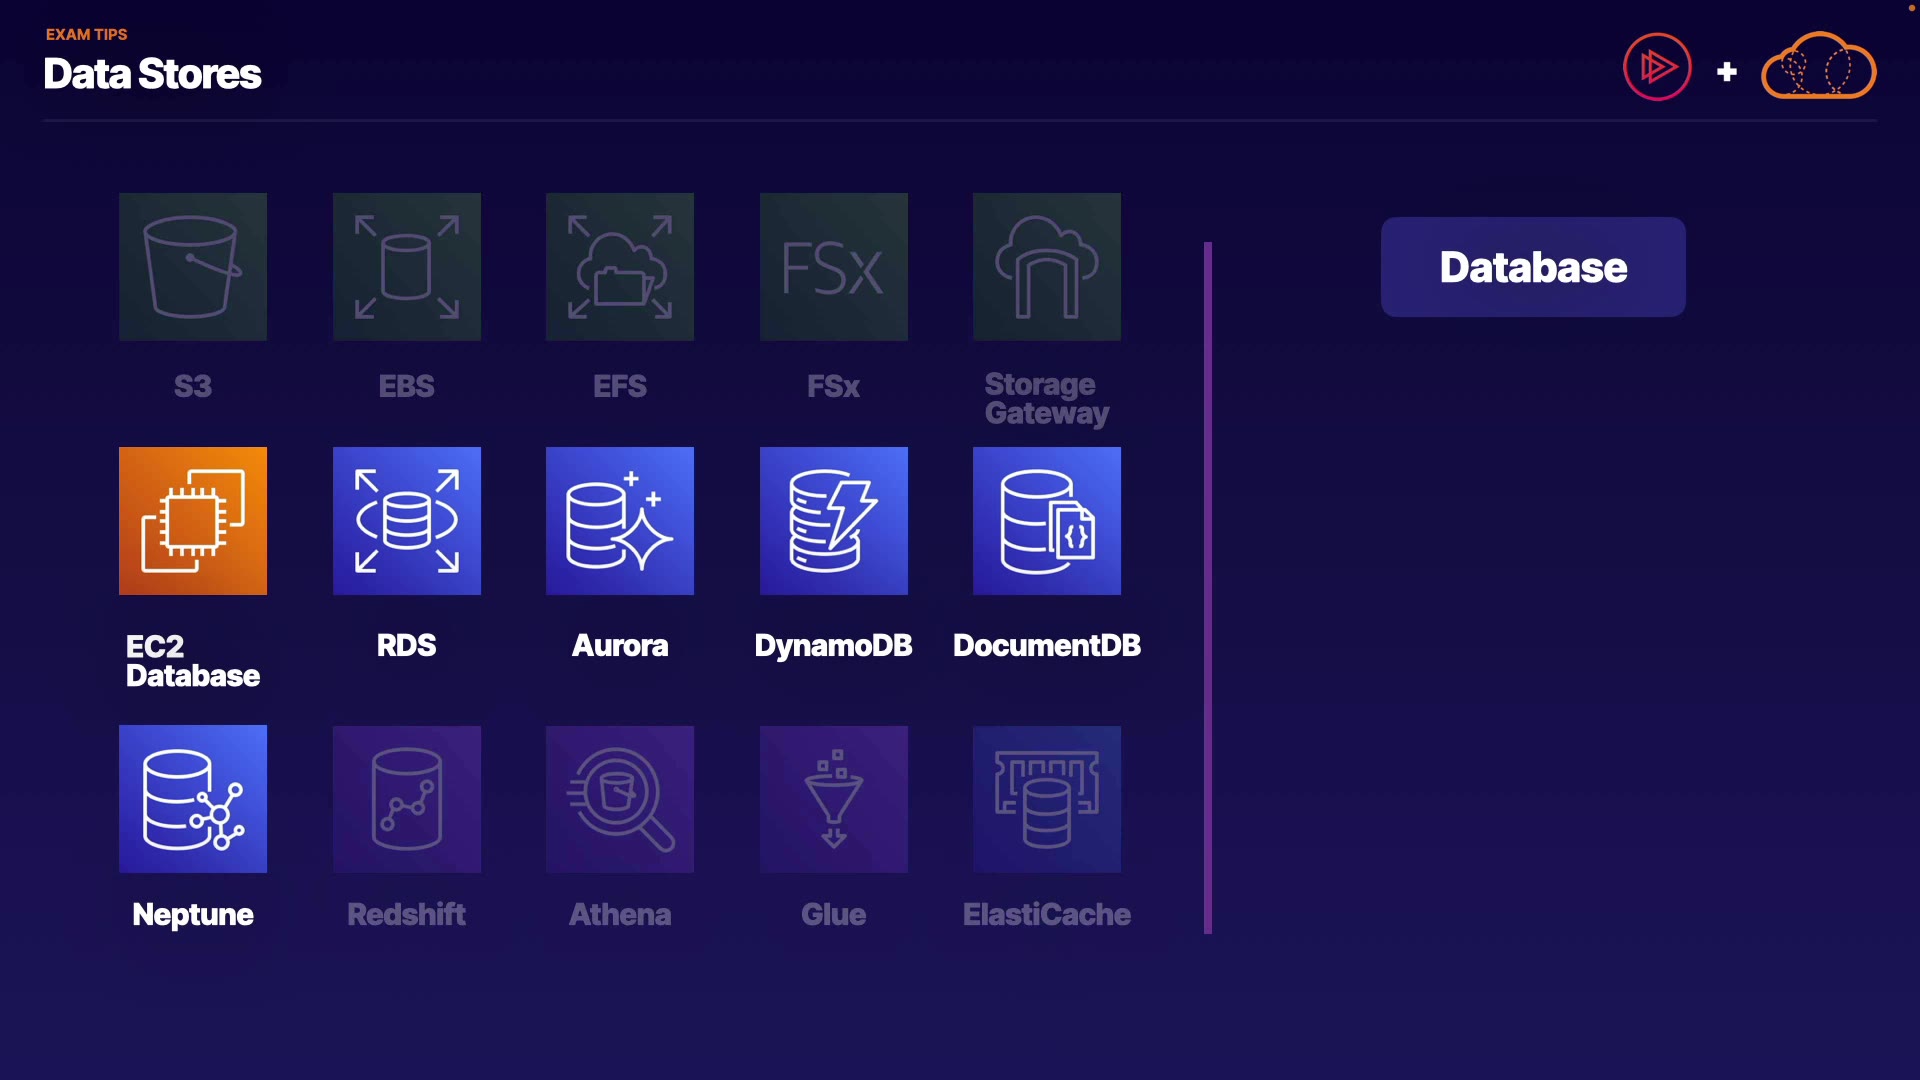 EXAM TIPS
Data Stores
+
FSx
S3
EBS
EFS
FSx
Storage
Gateway
Database
{}
EC2
Database
RDS
Aurora
DynamoDB
DocumentDB
Neptune
Redshift
Athena
Glue
ElastiCache